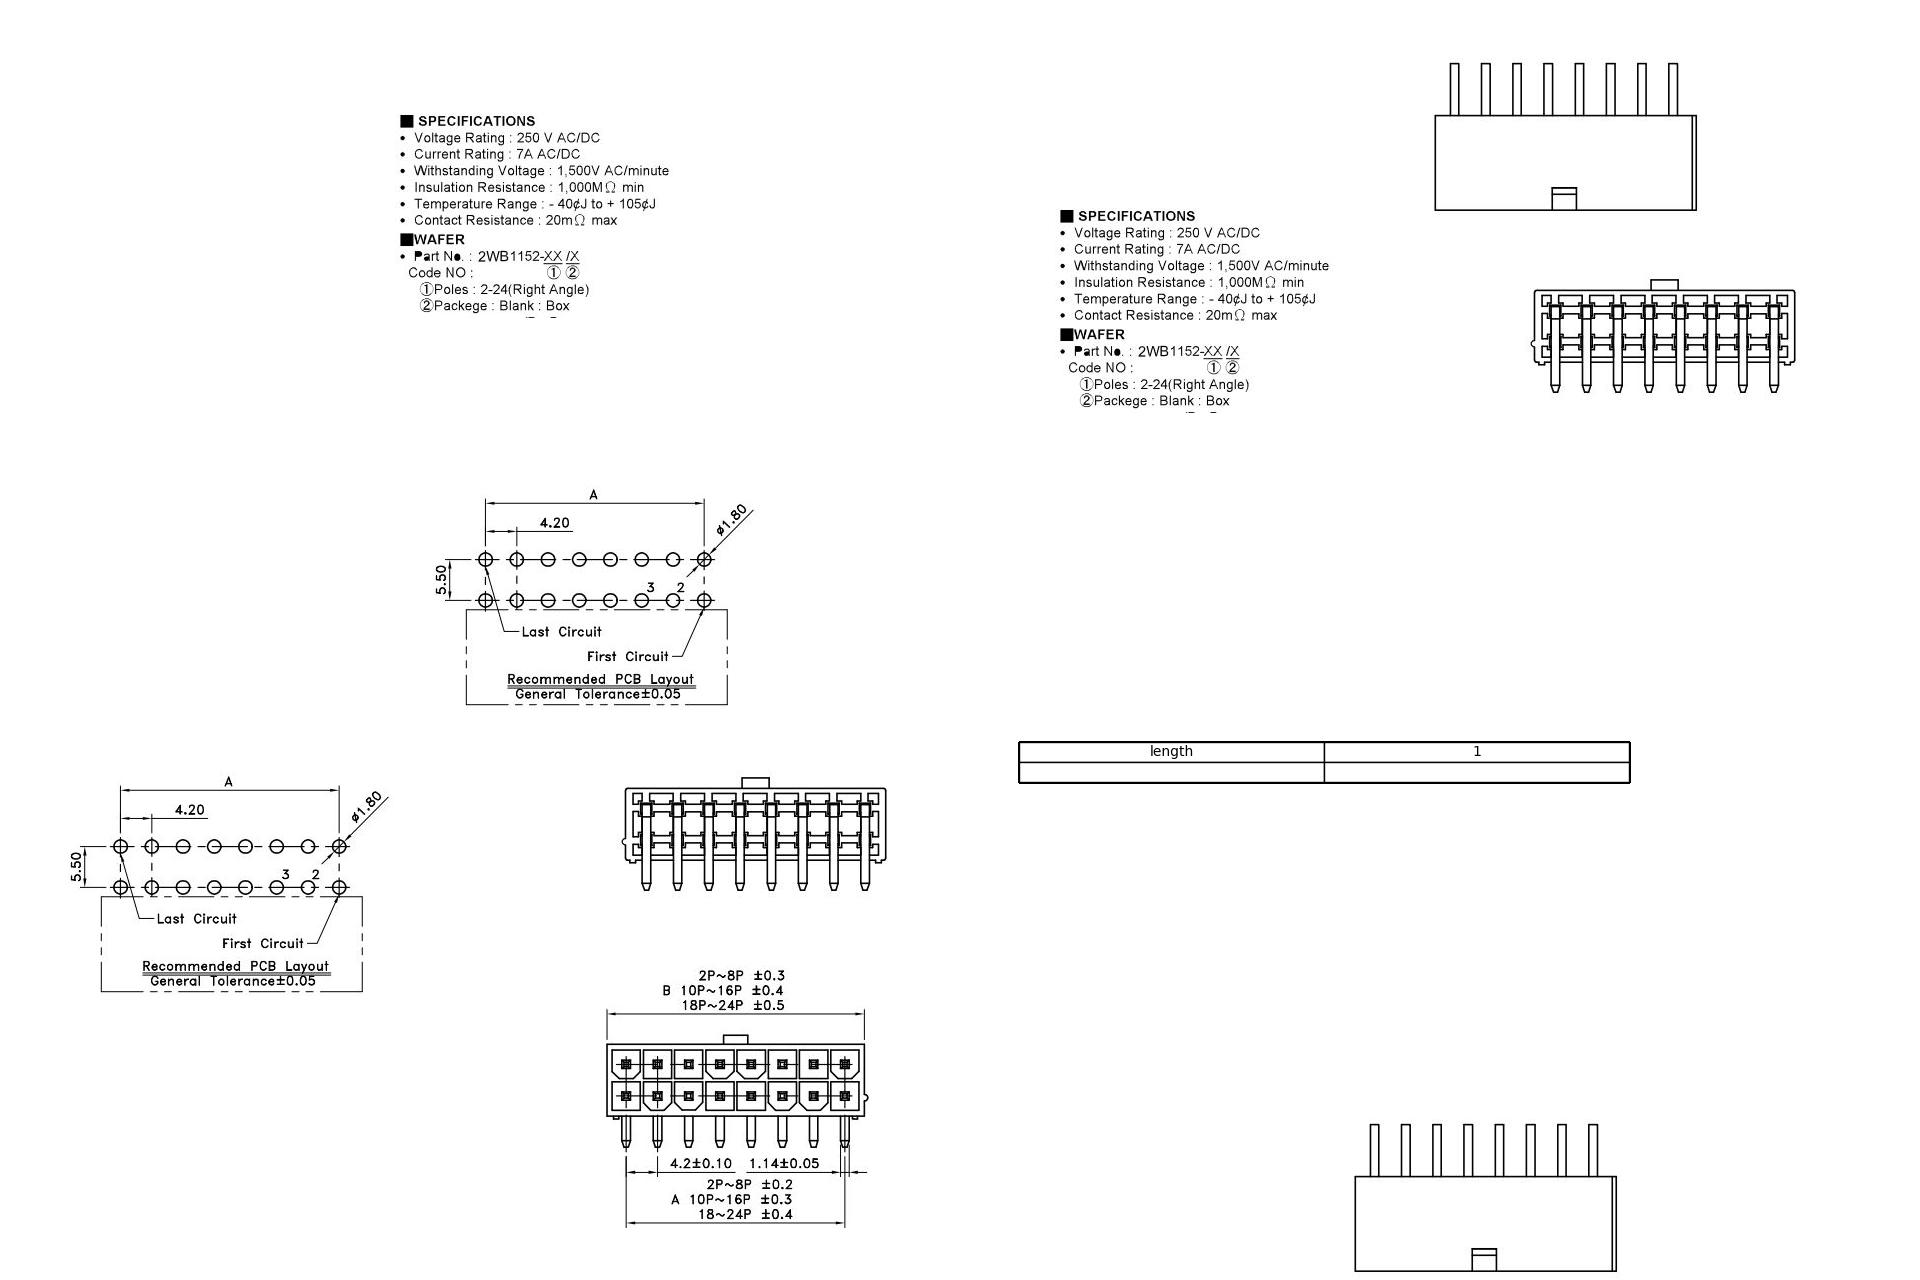 ■ SPECIFICATIONS
• Voltage Rating : 250 V AC/DC
• Current Rating : 7A AC/DC
• Withstanding Voltage : 1,500V AC/minute
• Insulation Resistance : 1,000MΩ min
• Temperature Range : - 40¢J to + 105¢J
• Contact Resistance : 20mΩ max
■WAFER
• Part No. : 2WB1152-XX /X
Code NO : ① ②
①Poles : 2-24(Right Angle)
②Packege : Blank : Box
■ SPECIFICATIONS
• Voltage Rating : 250 V AC/DC
• Current Rating : 7A AC/DC
• Withstanding Voltage : 1,500V AC/minute
• Insulation Resistance : 1,000MΩ min
• Temperature Range : - 40¢J to + 105¢J
• Contact Resistance : 20mΩ max
■WAFER
• Part No. : 2WB1152-XX /X
Code NO : ① ②
①Poles : 2-24(Right Angle)
②Packege : Blank : Box
A
4.20
ø1.80
5.50
3 2
Last Circuit
First Circuit
Recommended PCB Layout
General Tolerance±0.05
length 1
A
4.20
ø1.80
5.50
3 2
Last Circuit
First Circuit
Recommended PCB Layout
General Tolerance±0.05
2P~8P ±0.3
B 10P~16P ±0.4
18P~24P ±0.5
4.2±0.10 1.14±0.05
2P~8P ±0.2
A 10P~16P ±0.3
18~24P ±0.4